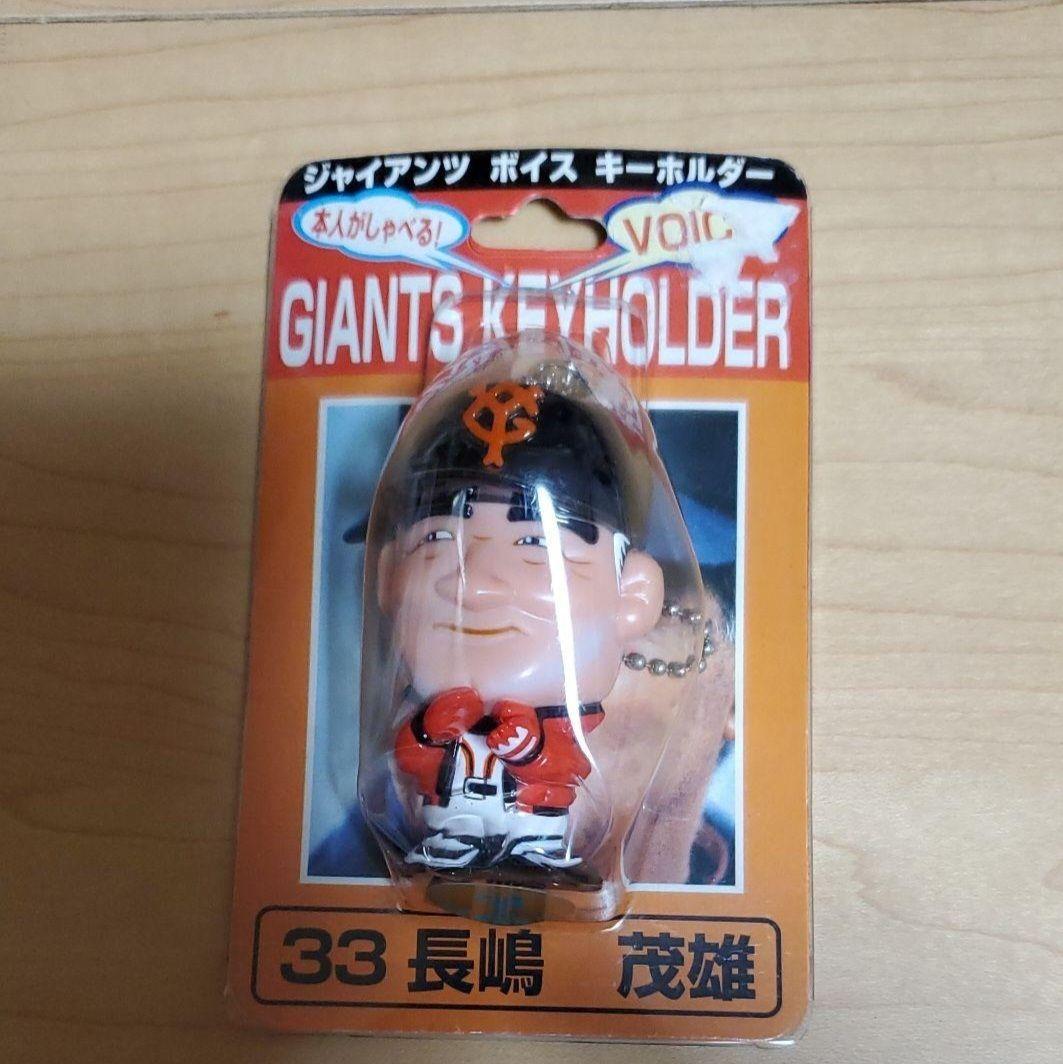 ジャイアンツ ボイス キーホルダー
本人がしゃべる!
VOIC
GIANTS KEYHOLDER
33 長嶋 茂雄